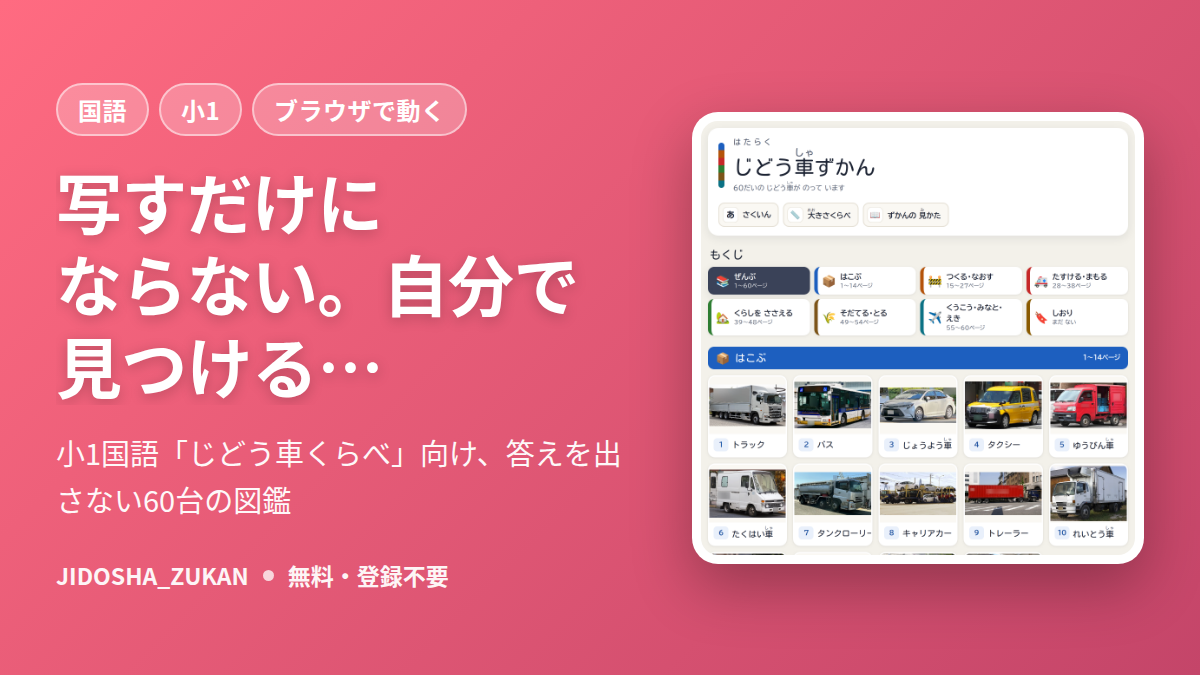 国語
小1
ブラウザで動く
写すだけに
ならない。自分で
見つける…
小1国語「じどう車くらべ」向け、答えを出
さない60台の図鑑
JIDOSHA_ZUKAN ● 無料・登録不要
はたらく
しゃ
じどう車ずかん
60だいの じどう車が のって います
あ さくいん
大きさくらべ
ずかんの 見かた
もくじ
ぜんぶ
1〜60ページ
はこぶ
1〜14ページ
つくる・なおす
15〜27ページ
たすける・まもる
28〜38ページ
くらしを ささえる
39〜48ページ
そだてる・とる
49〜54ページ
くうこう・みなと・
えき
55〜60ページ
しおり
まだ ない
はこぶ
1〜14ページ
1 トラック
2 バス
3 じょうよう車
4 タクシー
5 ゆうびん車
6 たくはい車
7 タンクローリー
8 キャリアカー
9 トレーラー
10 れいとう車